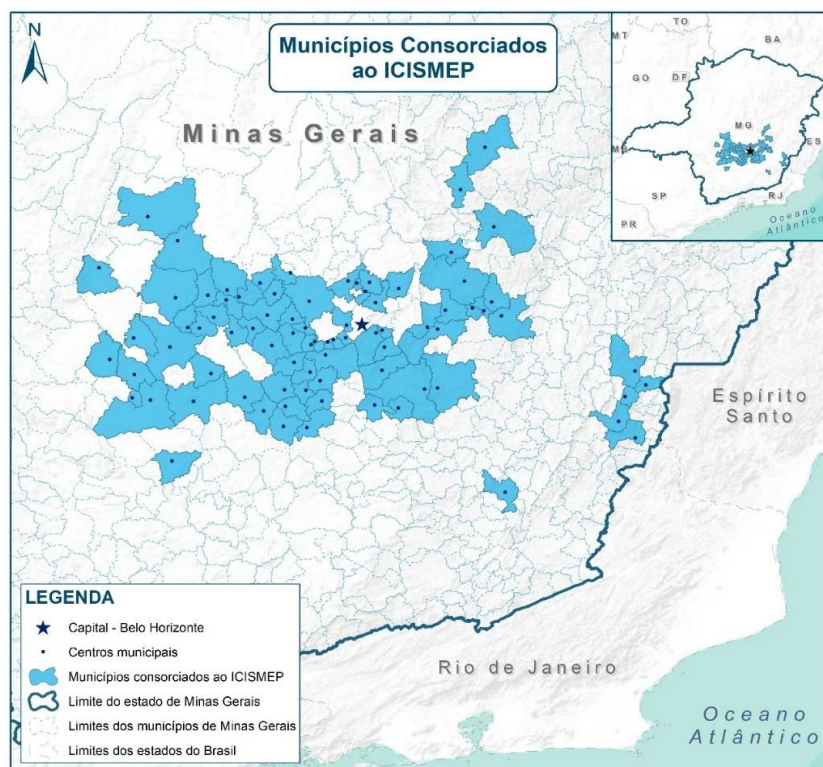 N
Municípios Consorciados
ao ICISMEP
Minas Gerais
TO
MT
BA
GO
DF
MG
ES
SP
RJ
PR
Oceano
Atlântico
Espírito
Santo
Rio de Janeiro
Oceano
Atlântico
LEGENDA
Capital - Belo Horizonte
Centros municipais
Municípios consorciados ao ICISMEP
Limite do estado de Minas Gerais
Limites dos municípios de Minas Gerais
Limites dos estados do Brasil